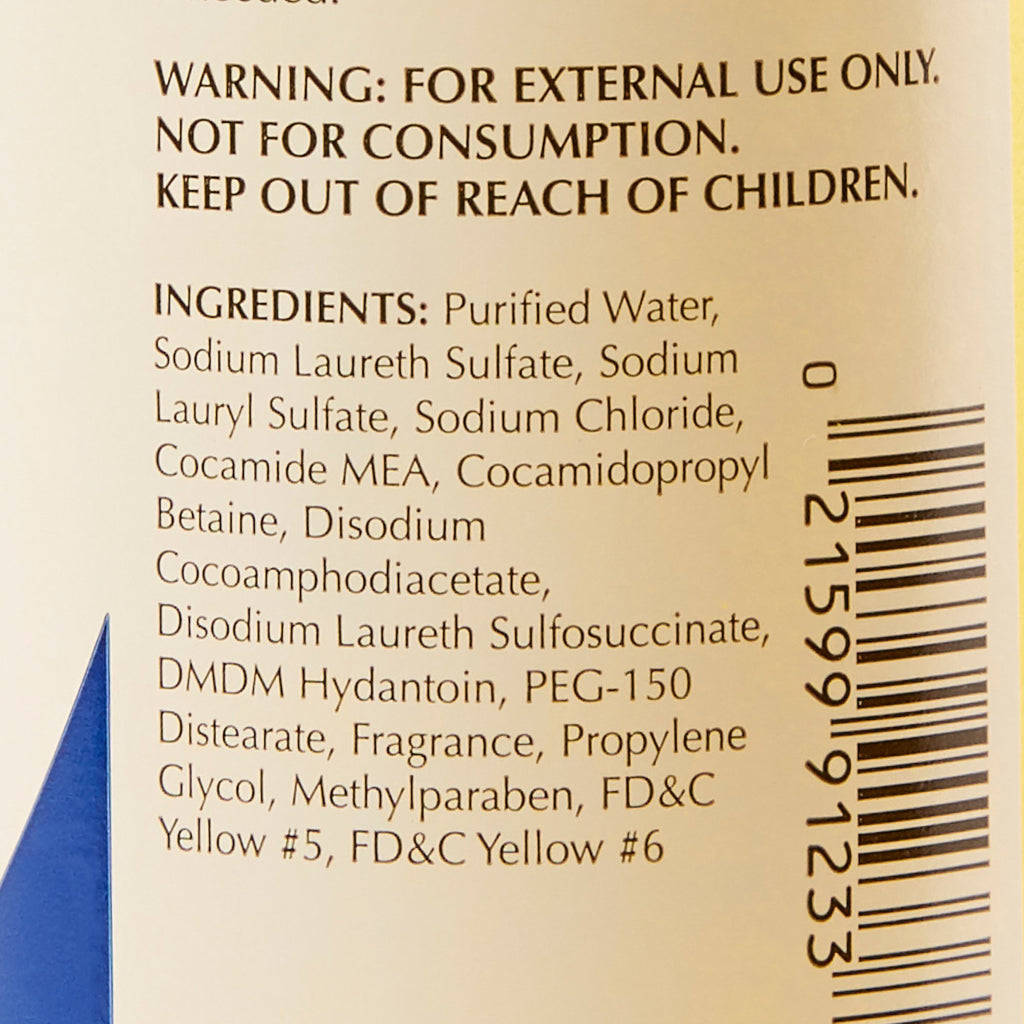 WARNING: FOR EXTERNAL USE ONLY.
NOT FOR CONSUMPTION.
KEEP OUT OF REACH OF CHILDREN.
INGREDIENTS: Purified Water,
Sodium Laureth Sulfate, Sodium
Lauryl Sulfate, Sodium Chloride,
Cocamide MEA, Cocamidopropyl
Betaine, Disodium
Cocoamphodiacetate,
Disodium Laureth Sulfosuccinate,
DMDM Hydantoin, PEG-150
Distearate, Fragrance, Propylene
Glycol, Methylparaben, FD&C
Yellow #5, FD&C Yellow #6
0 21599 91233